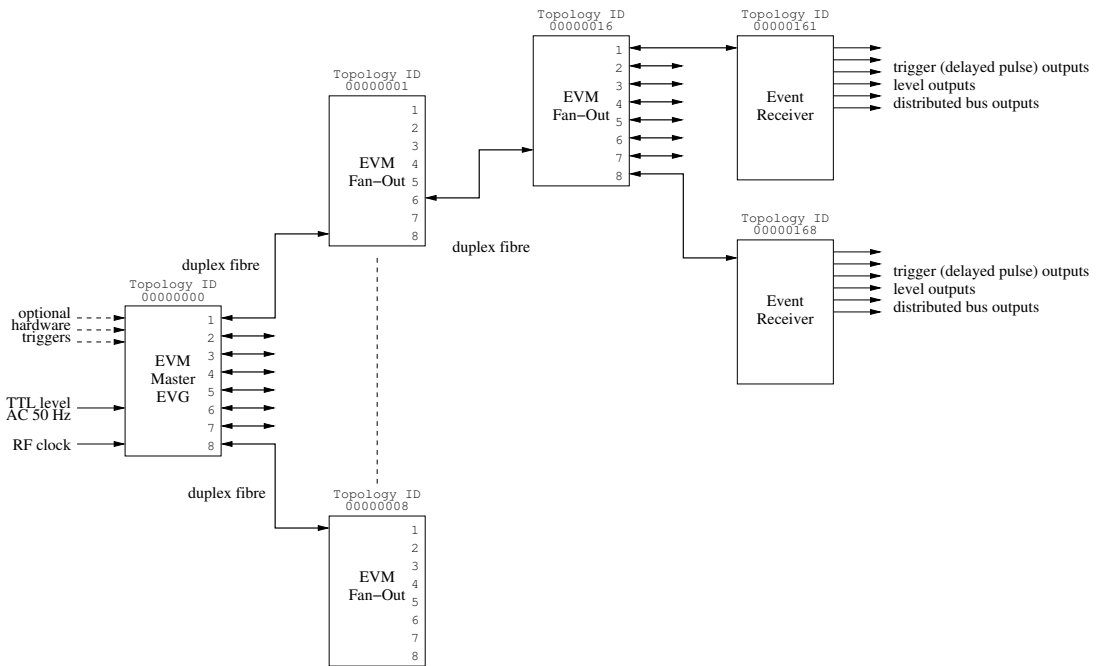 Topology ID
00000016
1
2
3
4
5
6
7
8
EVM
Fan−Out
Topology ID
00000161
Event
Receiver
trigger (delayed pulse) outputs
level outputs
distributed bus outputs
Topology ID
00000001
1
2
3
4
5
6
7
8
EVM
Fan−Out
duplex fibre
duplex fibre
Topology ID
00000168
Event
Receiver
trigger (delayed pulse) outputs
level outputs
distributed bus outputs
Topology ID
00000000
optional
hardware
triggers
TTL level
AC 50 Hz
RF clock
EVM
Master
EVG
1
2
3
4
5
6
7
8
duplex fibre
Topology ID
00000008
EVM
Fan−Out
1
2
3
4
5
6
7
8